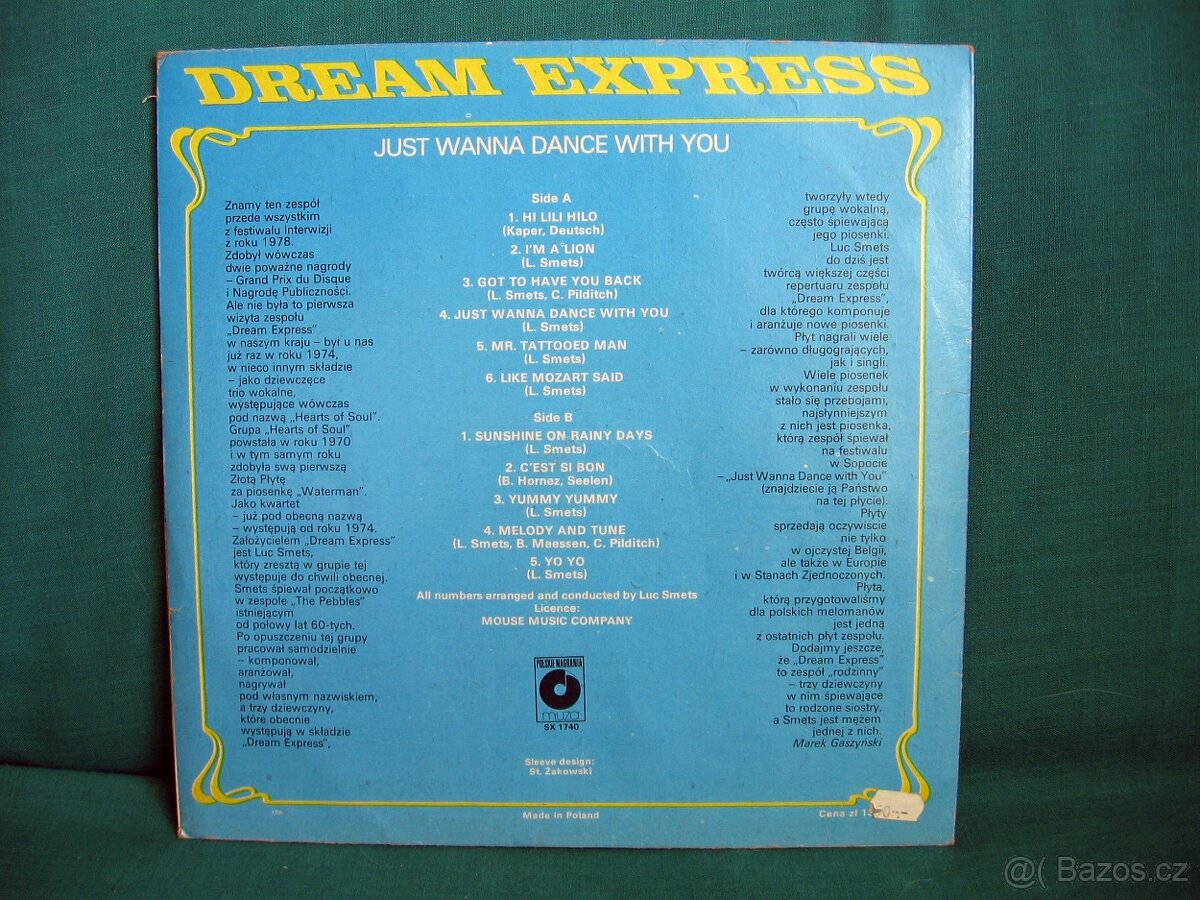 DREAM EXPRESS
JUST WANNA DANCE WITH YOU
Znamy ten zespół
przede wszystkim
z festiwalu Interwizji
z roku 1978.
Zdobył wówczas
dwie poważne nagrody
– Grand Prix du Disque
i Nagrodę Publiczności.
Ale nie była to pierwsza
wizyta zespołu
„Dream Express"
w naszym kraju – był u nas
już raz w roku 1974,
w nieco innym składzie
– jako dziewczęce
trio wokalne,
występujące wówczas
pod nazwą „Hearts of Soul".
Grupa „Hearts of Soul"
powstała w roku 1970
i w tym samym roku
zdobyła swą pierwszą
Złotą Płytę
za piosenkę „Waterman".
Jako kwartet
– już pod obecną nazwą
– występują od roku 1974.
Założycielem „Dream Express"
jest Luc Smets,
który zresztą w grupie tej
występuje do chwili obecnej.
Smets śpiewał początkowo
w zespole „The Pebbles"
istniejącym
od połowy lat 60-tych.
Po opuszczeniu tej grupy
pracował samodzielnie
– komponował,
aranżował,
nagrywał
pod własnym nazwiskiem,
a trzy dziewczyny,
które obecnie
występują w składzie
„Dream Express",
Side A
1. HI LILI HILO
(Kaper, Deutsch)
2. I'M A LION
(L. Smets)
3. GOT TO HAVE YOU BACK
(L. Smets, C. Pilditch)
4. JUST WANNA DANCE WITH YOU
(L. Smets)
5. MR. TATTOOED MAN
(L. Smets)
6. LIKE MOZART SAID
(L. Smets)
Side B
1. SUNSHINE ON RAINY DAYS
(L. Smets)
2. C'EST SI BON
(B. Hornez, Seelen)
3. YUMMY YUMMY
(L. Smets)
4. MELODY AND TUNE
(L. Smets, B. Maessen, C. Pilditch)
5. YO YO
(L. Smets)
All numbers arranged and conducted by Luc Smets
Licence:
MOUSE MUSIC COMPANY
POLSKIE NAGRANIA
muza
SX 1740
Sleeve design:
St. Żakowski
tworzyły wtedy
grupę wokalną,
często śpiewającą
jego piosenki.
Luc Smets
do dziś jest
twórcą większej części
repertuaru zespołu
„Dream Express",
dla którego komponuje
i aranżuje nowe piosenki.
Płyt nagrali wiele
– zarówno długogrających,
jak i singli.
Wiele piosenek
w wykonaniu zespołu
stało się przebojami,
najsłynniejszym
z nich jest piosenka,
którą zespół śpiewał
na festiwalu
w Sopocie
–„Just Wanna Dance with You"
(znajdziecie ją Państwo
na tej płycie).
Płyty
sprzedają oczywiście
nie tylko
w ojczystej Belgii,
ale także w Europie
i w Stanach Zjednoczonych.
Płyta,
którą przygotowaliśmy
dla polskich melomanów
jest jedną
z ostatnich płyt zespołu.
Dodajmy jeszcze,
że „Dream Express"
to zespół „rodzinny"
– trzy dziewczyny
w nim śpiewające
to rodzone siostry,
a Smets jest mężem
jednej z nich.
Marek Gaszyński
Made in Poland
Cena zł
@( Bazos.cz